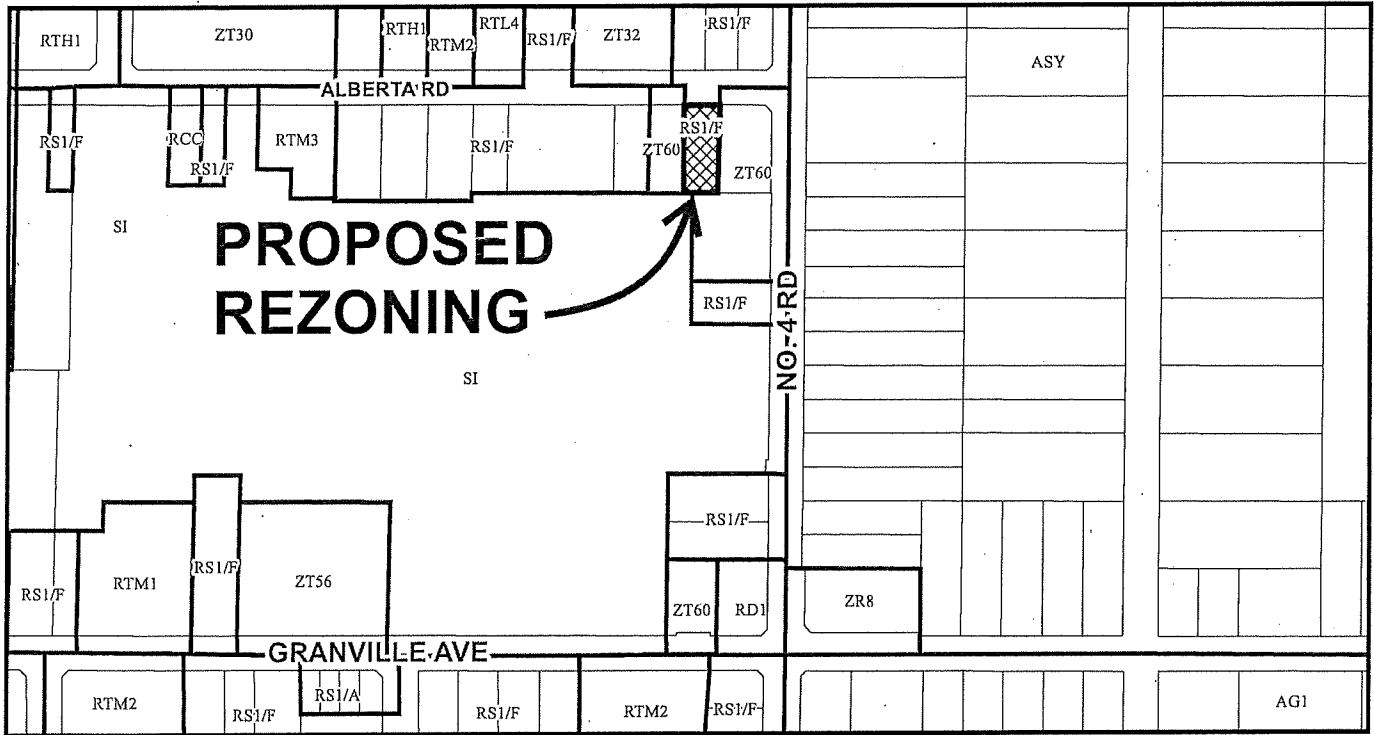 RTH1
ZT30
RTH1
RTM2
RTL4
RS1/F
ZT32
RS1/F
ASY
ALBERTA RD
RS1/F
RCC
RS1/F
RTM3
RS1/F
ZT60
RS1/F
ZT60
SI
PROPOSED
REZONING
RS1/F
NO. 4 RD
SI
RS1/F
RS1/F
RTM1
RS1/F
ZT56
ZT60
RD1
ZR8
GRANVILLE AVE
RTM2
RS1/F
RS1/A
RS1/F
RTM2
RS1/F
AG1